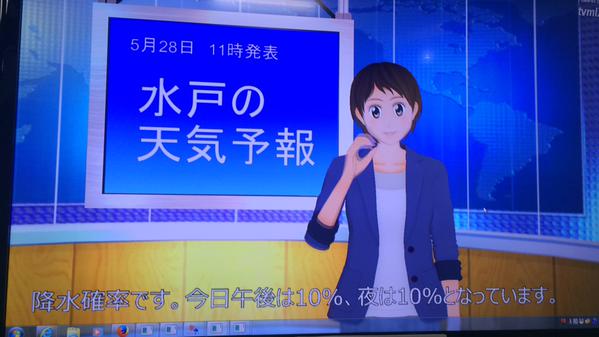 tvml
5月28日 11時発表
水戸の
天気予報
降水確率です。今日午後は10%、夜は10%となっています。